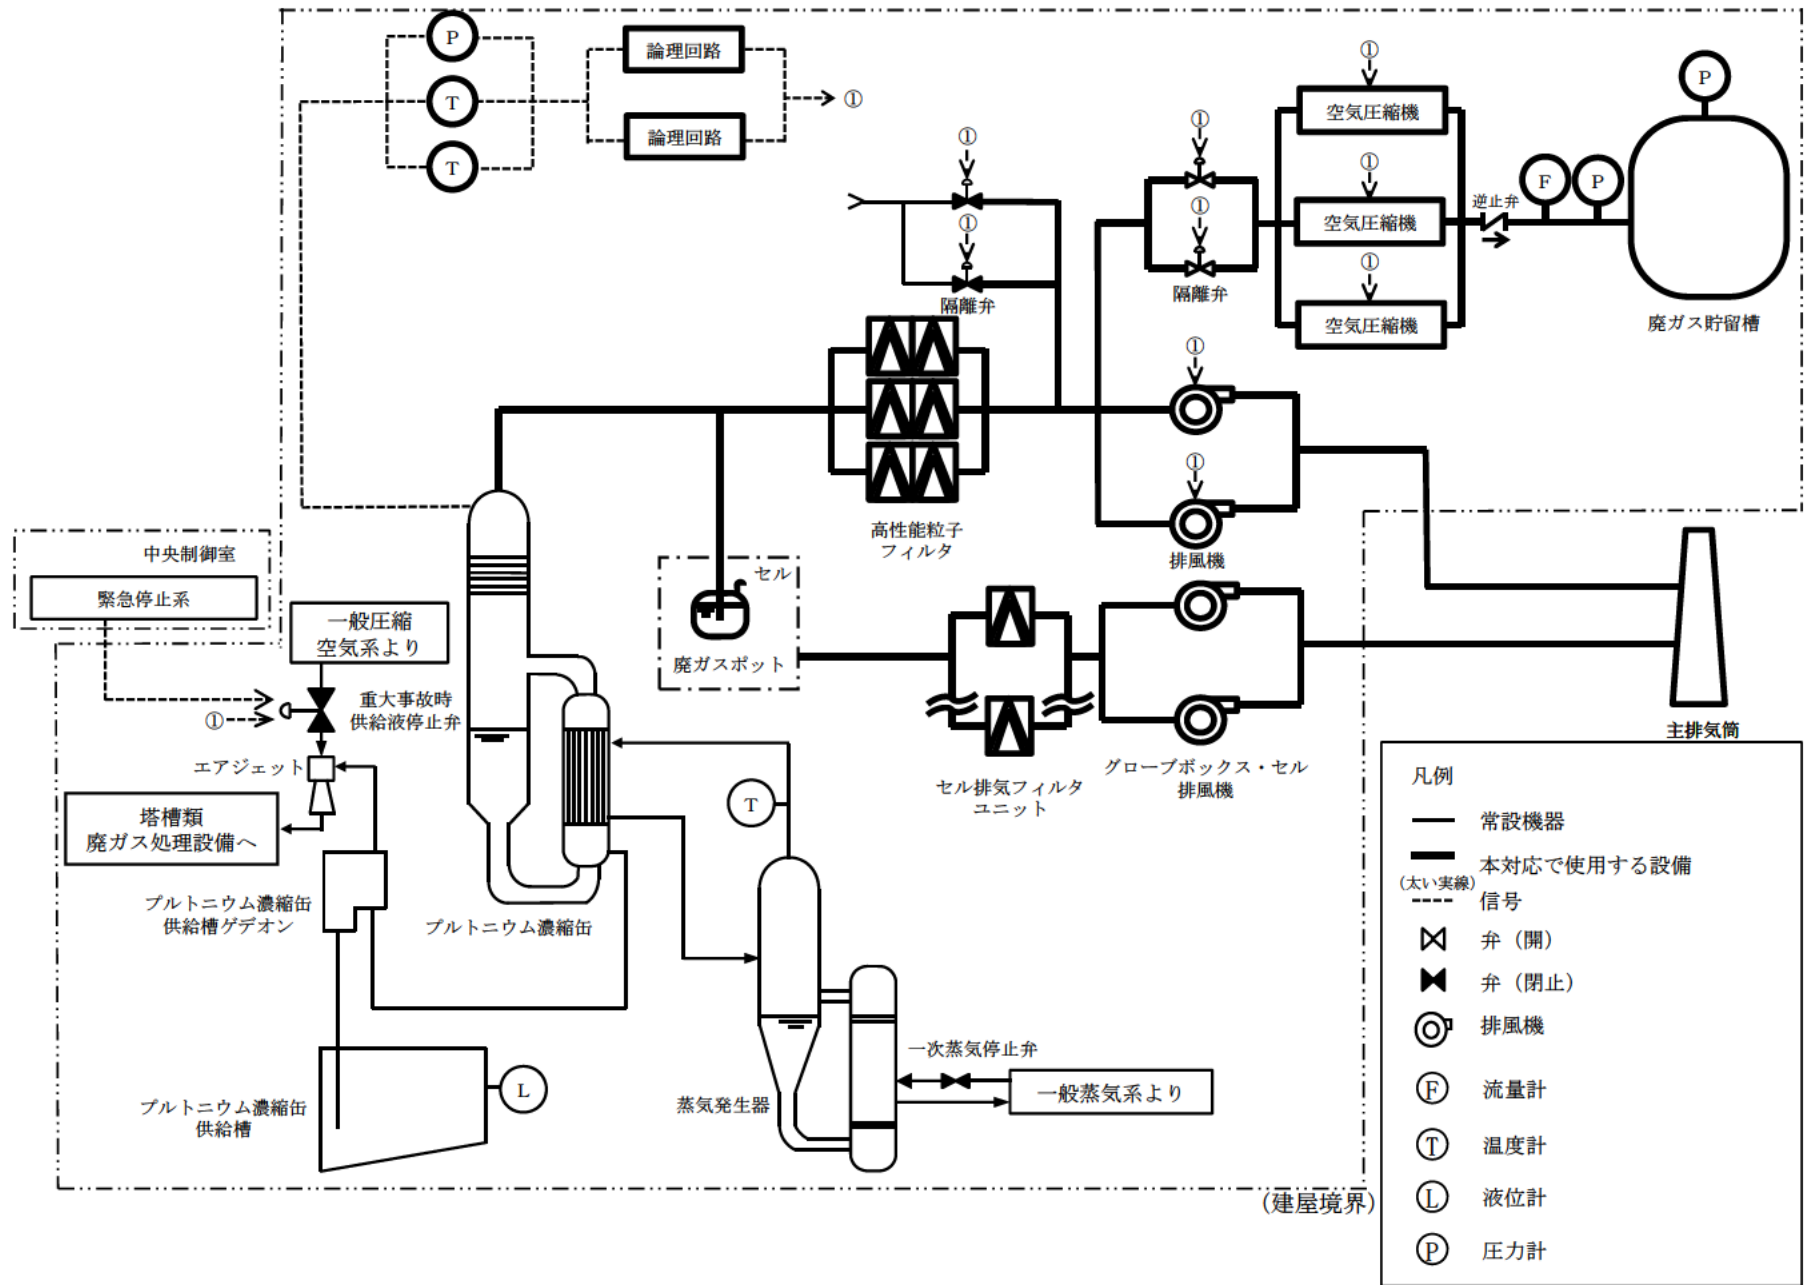 P
T
T
論理回路
論理回路
①
①
①
隔離弁
①
①
隔離弁
①
空気圧縮機
①
空気圧縮機
①
空気圧縮機
逆止弁
F
P
P
廃ガス貯留槽
高性能粒子
フィルタ
①
①
排風機
中央制御室
緊急停止系
一般圧縮
空気系より
重大事故時
供給液停止弁
①
エアジェット
塔槽類
廃ガス処理設備へ
プルトニウム濃縮缶
供給槽ゲデオン
プルトニウム濃縮缶
セル
廃ガスポット
セル排気フィルタ
ユニット
グローブボックス・セル
排風機
主排気筒
T
L
プルトニウム濃縮缶
供給槽
蒸気発生器
一次蒸気停止弁
一般蒸気系より
(建屋境界)
凡例
常設機器
本対応で使用する設備
(太い実線)
信号
弁（開）
弁（閉止）
排風機
F 流量計
T 温度計
L 液位計
P 圧力計